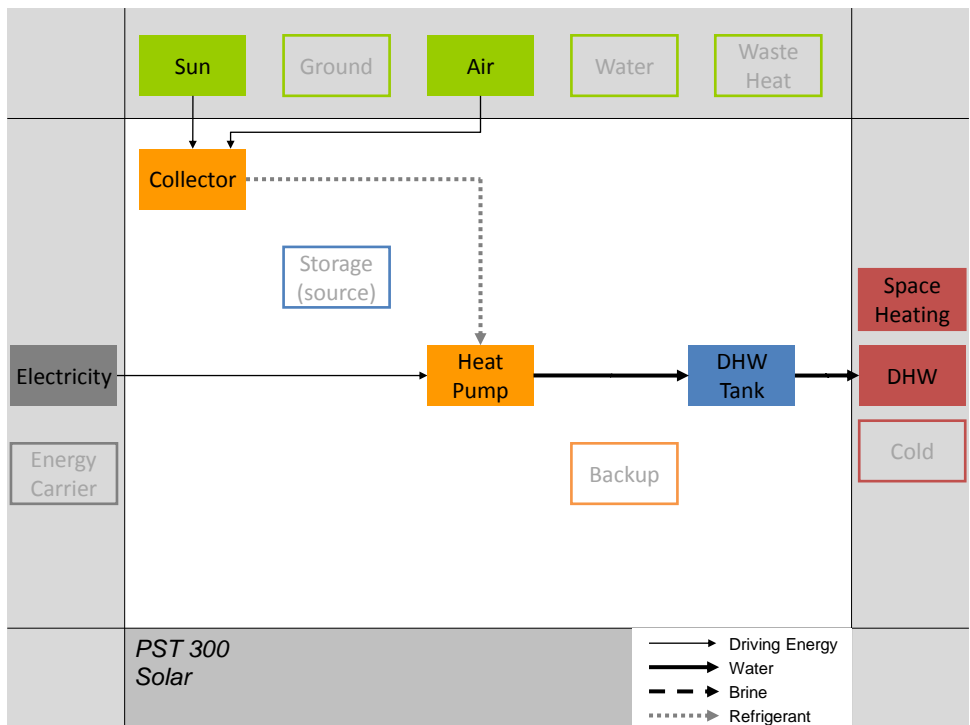 Sun
Ground
Air
Water
Waste
Heat
Collector
Storage
(source)
Space
Heating
Electricity
Heat
Pump
DHW
Tank
DHW
Energy
Carrier
Backup
Cold
PST 300
Solar
Driving Energy
Water
Brine
Refrigerant